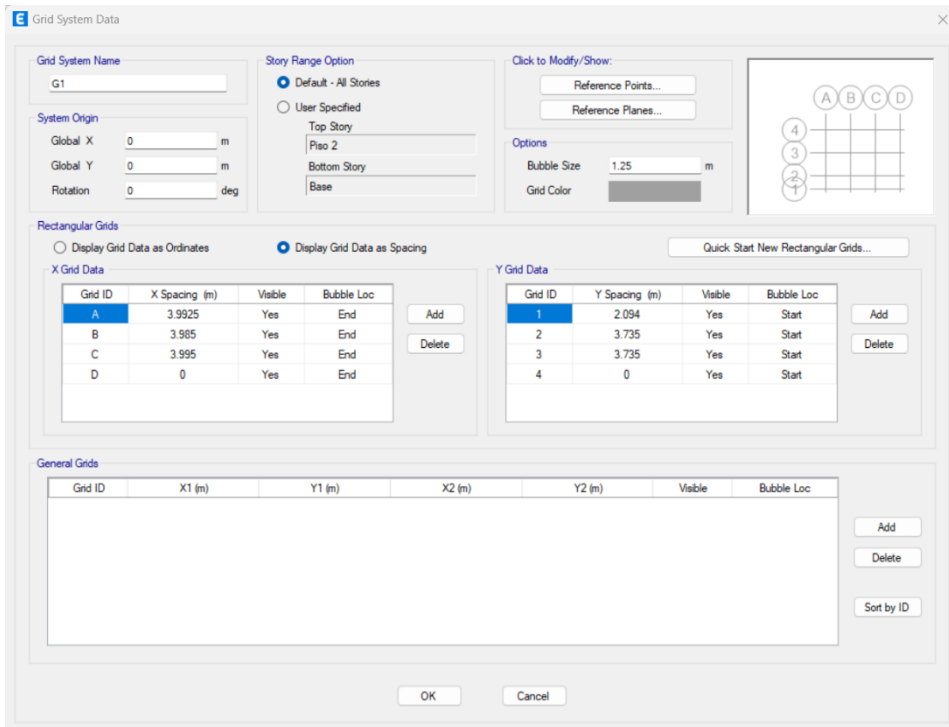 E Grid System Data
Grid System Name
G1
System Origin
Global X 0 m
Global Y 0 m
Rotation 0 deg
Story Range Option
Default - All Stories
User Specified
Top Story
Piso 2
Bottom Story
Base
Click to Modify/Show:
Reference Points...
Reference Planes...
Options
Bubble Size 1.25 m
Grid Color
A B C D
4
3
2
1
Rectangular Grids
Display Grid Data as Ordinates Display Grid Data as Spacing Quick Start New Rectangular Grids...
X Grid Data
Grid ID X Spacing (m) Visible Bubble Loc
A 3.9925 Yes End
B 3.985 Yes End
C 3.995 Yes End
D 0 Yes End
Add
Delete
Y Grid Data
Grid ID Y Spacing (m) Visible Bubble Loc
1 2.094 Yes Start
2 3.735 Yes Start
3 3.735 Yes Start
4 0 Yes Start
Add
Delete
General Grids
Grid ID X1 (m) Y1 (m) X2 (m) Y2 (m) Visible Bubble Loc
Add
Delete
Sort by ID
OK Cancel